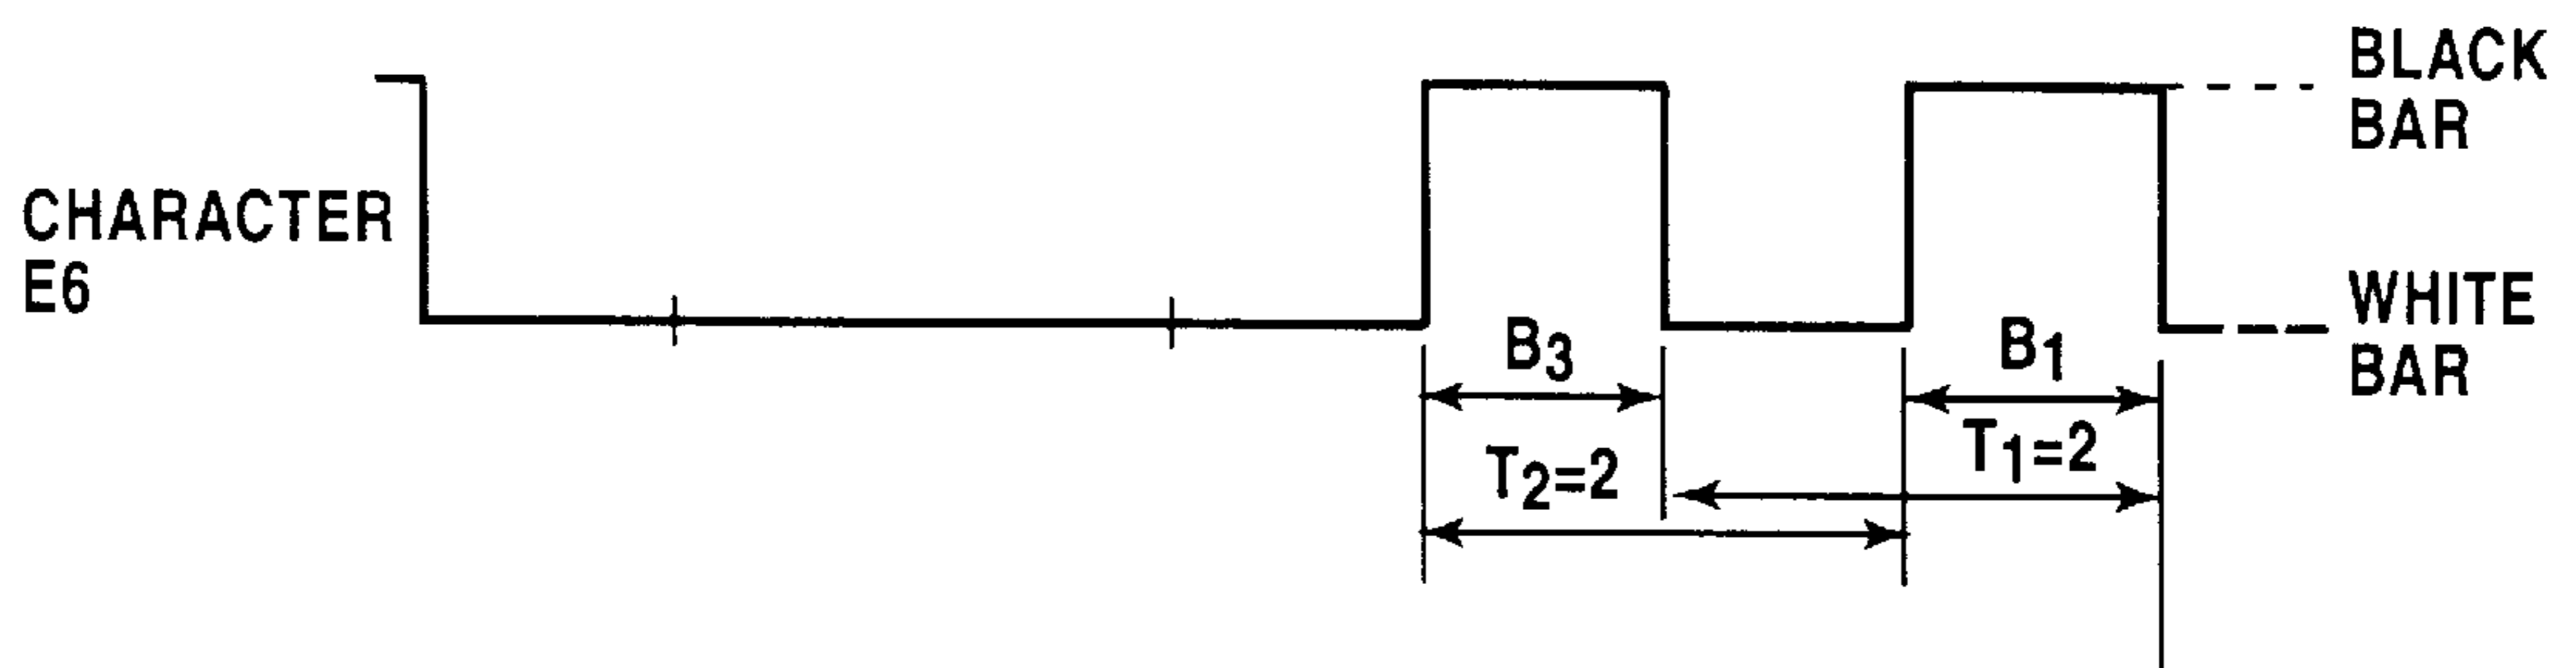 BLACK
BAR
CHARACTER
E6
WHITE
BAR
B3
B1
T1=2
T2=2